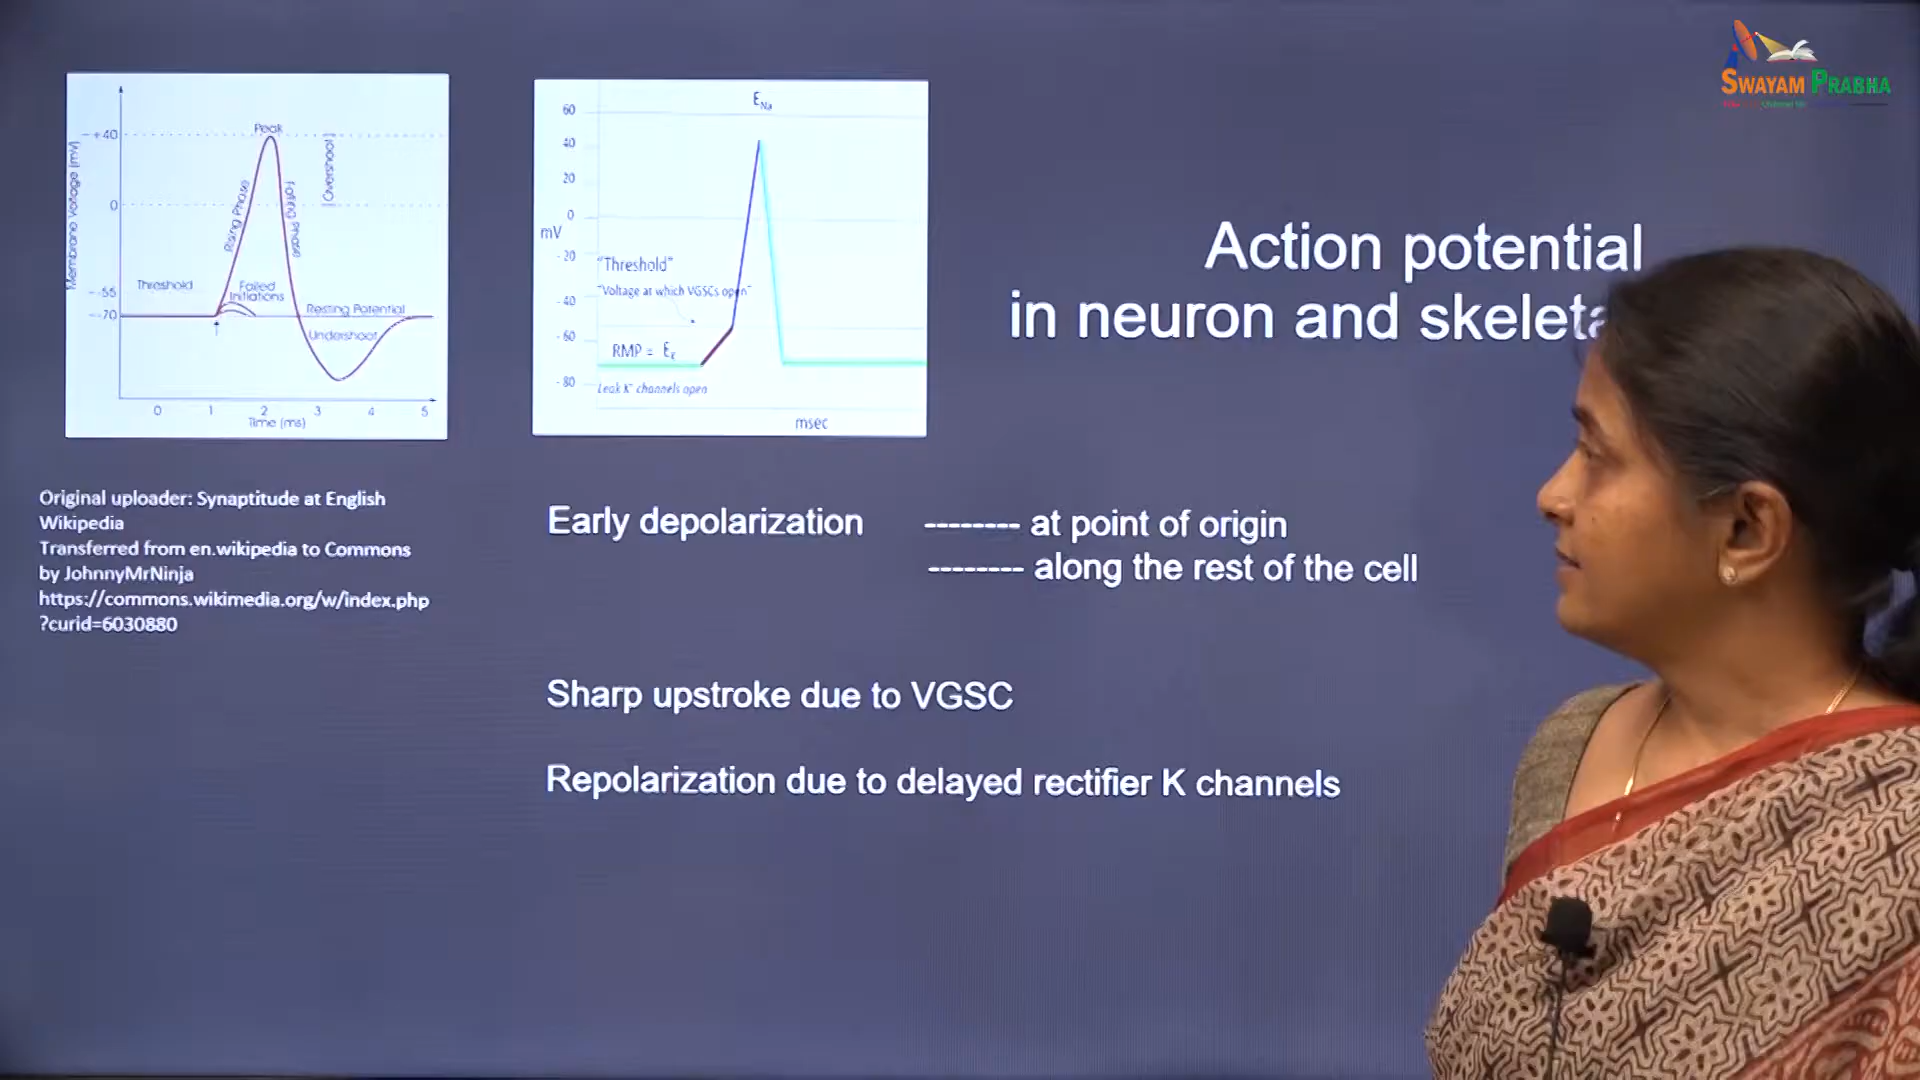 SWAYAM PRABHA
Peak
+40
Overshoot
Membrane Voltage (mV)
Rising Phase
Falling Phase
0
Threshold
Failed
Initiations
-55
Resting Potential
-70
Undershoot
0 1 2 3 4 5
Time (ms)
E Na
60
40
20
0
mV
- 20
"Threshold"
"Voltage at which VGSCs open"
- 40
- 60
RMP = E K
- 80
Leak K+ channels open
msec
Action potential
in neuron and
Original uploader: Synaptitude at English
Wikipedia
Transferred from en.wikipedia to Commons
by JohnnyMrNinja
https://commons.wikimedia.org/w/index.php
?curid=6030880
Early depolarization -------- at point of origin
-------- along the rest of the cell
Sharp upstroke due to VGSC
Repolarization due to delayed rectifier K channels